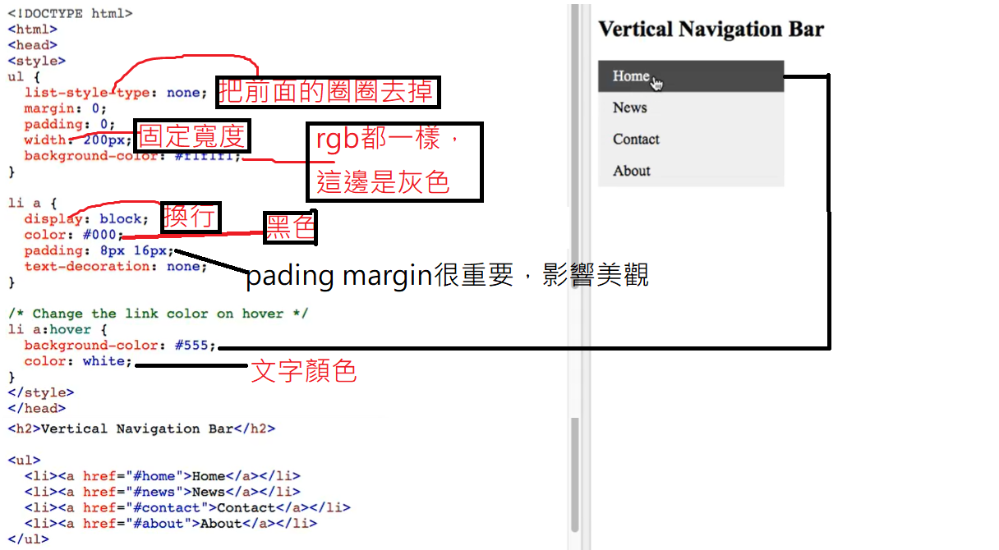 <!DOCTYPE html>
<html>
<head>
<style>
ul {
list-style-type: none; 把前面的圈圈去掉
margin: 0;
padding: 0;
width: 200px; 固定寬度
background-color: #f1f1f1; rgb都一樣，
這邊是灰色
}
li a {
display: block; 換行
color: #000; 黑色
padding: 8px 16px;
text-decoration: none;
pading margin很重要，影響美觀
}
/* Change the link color on hover */
li a:hover {
background-color: #555;
color: white; 文字顏色
}
</style>
</head>
<h2>Vertical Navigation Bar</h2>
<ul>
<li><a href="#home">Home</a></li>
<li><a href="#news">News</a></li>
<li><a href="#contact">Contact</a></li>
<li><a href="#about">About</a></li>
</ul>
Vertical Navigation Bar
Home
News
Contact
About